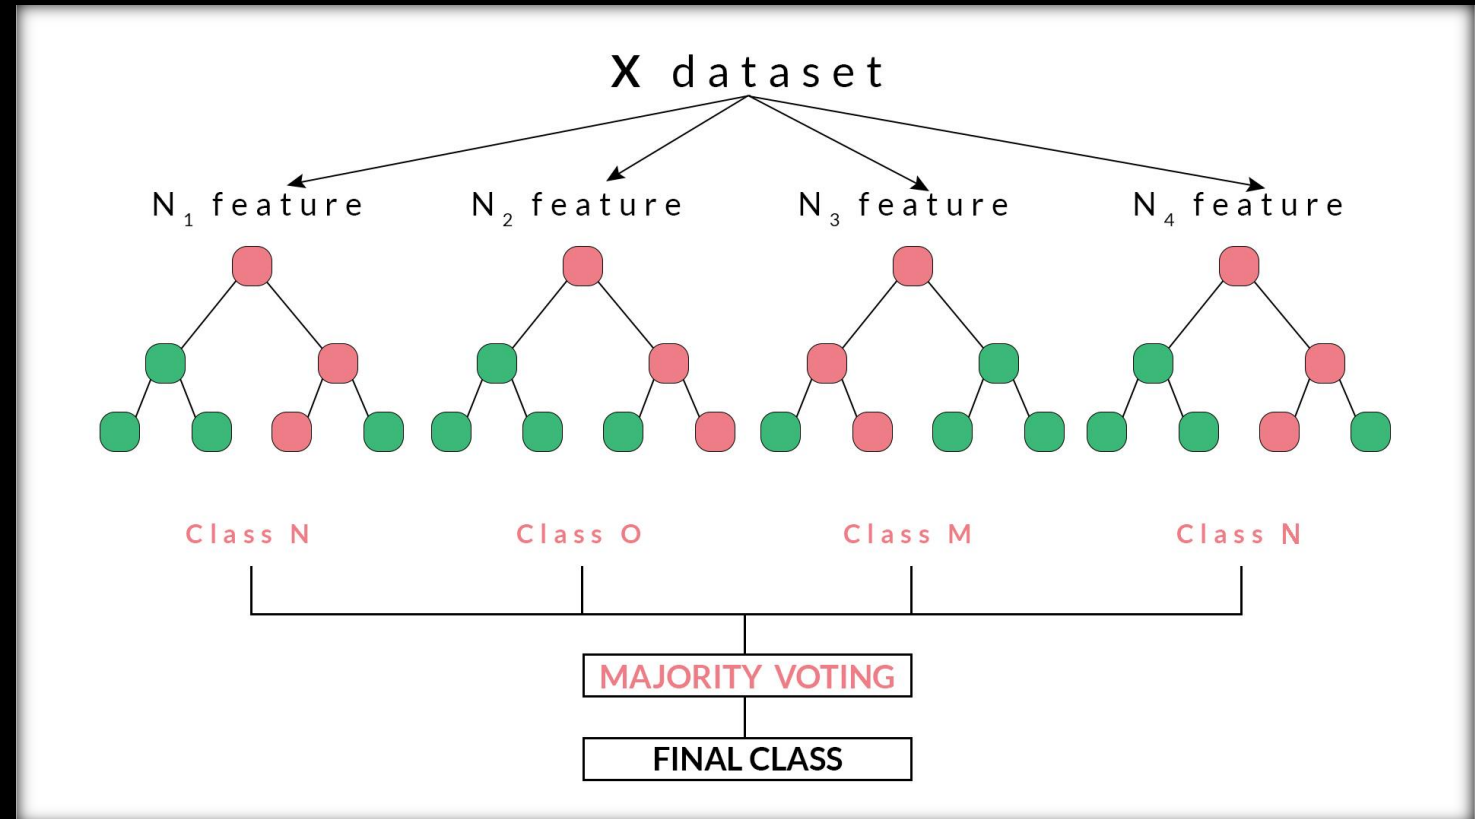 X dataset
N1 feature
N2 feature
N3 feature
N4 feature
Class N
Class O
Class M
Class N
MAJORITY VOTING
FINAL CLASS